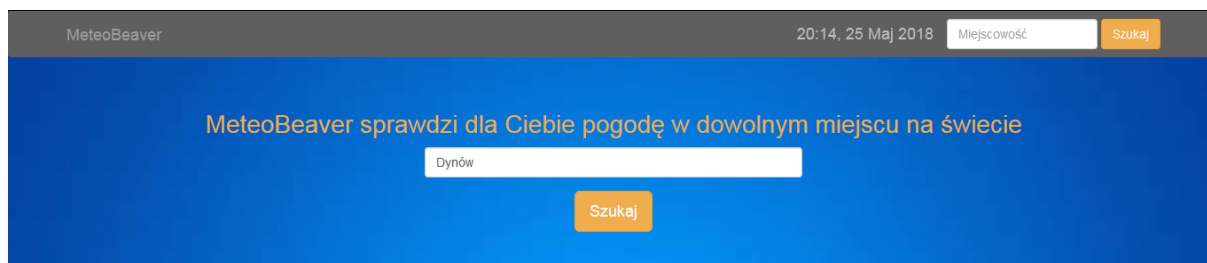 MeteoBeaver 20:14, 25 Maj 2018 Miejscowość Szukaj
MeteoBeaver sprawdzi dla Ciebie pogodę w dowolnym miejscu na świecie
Dynów
Szukaj